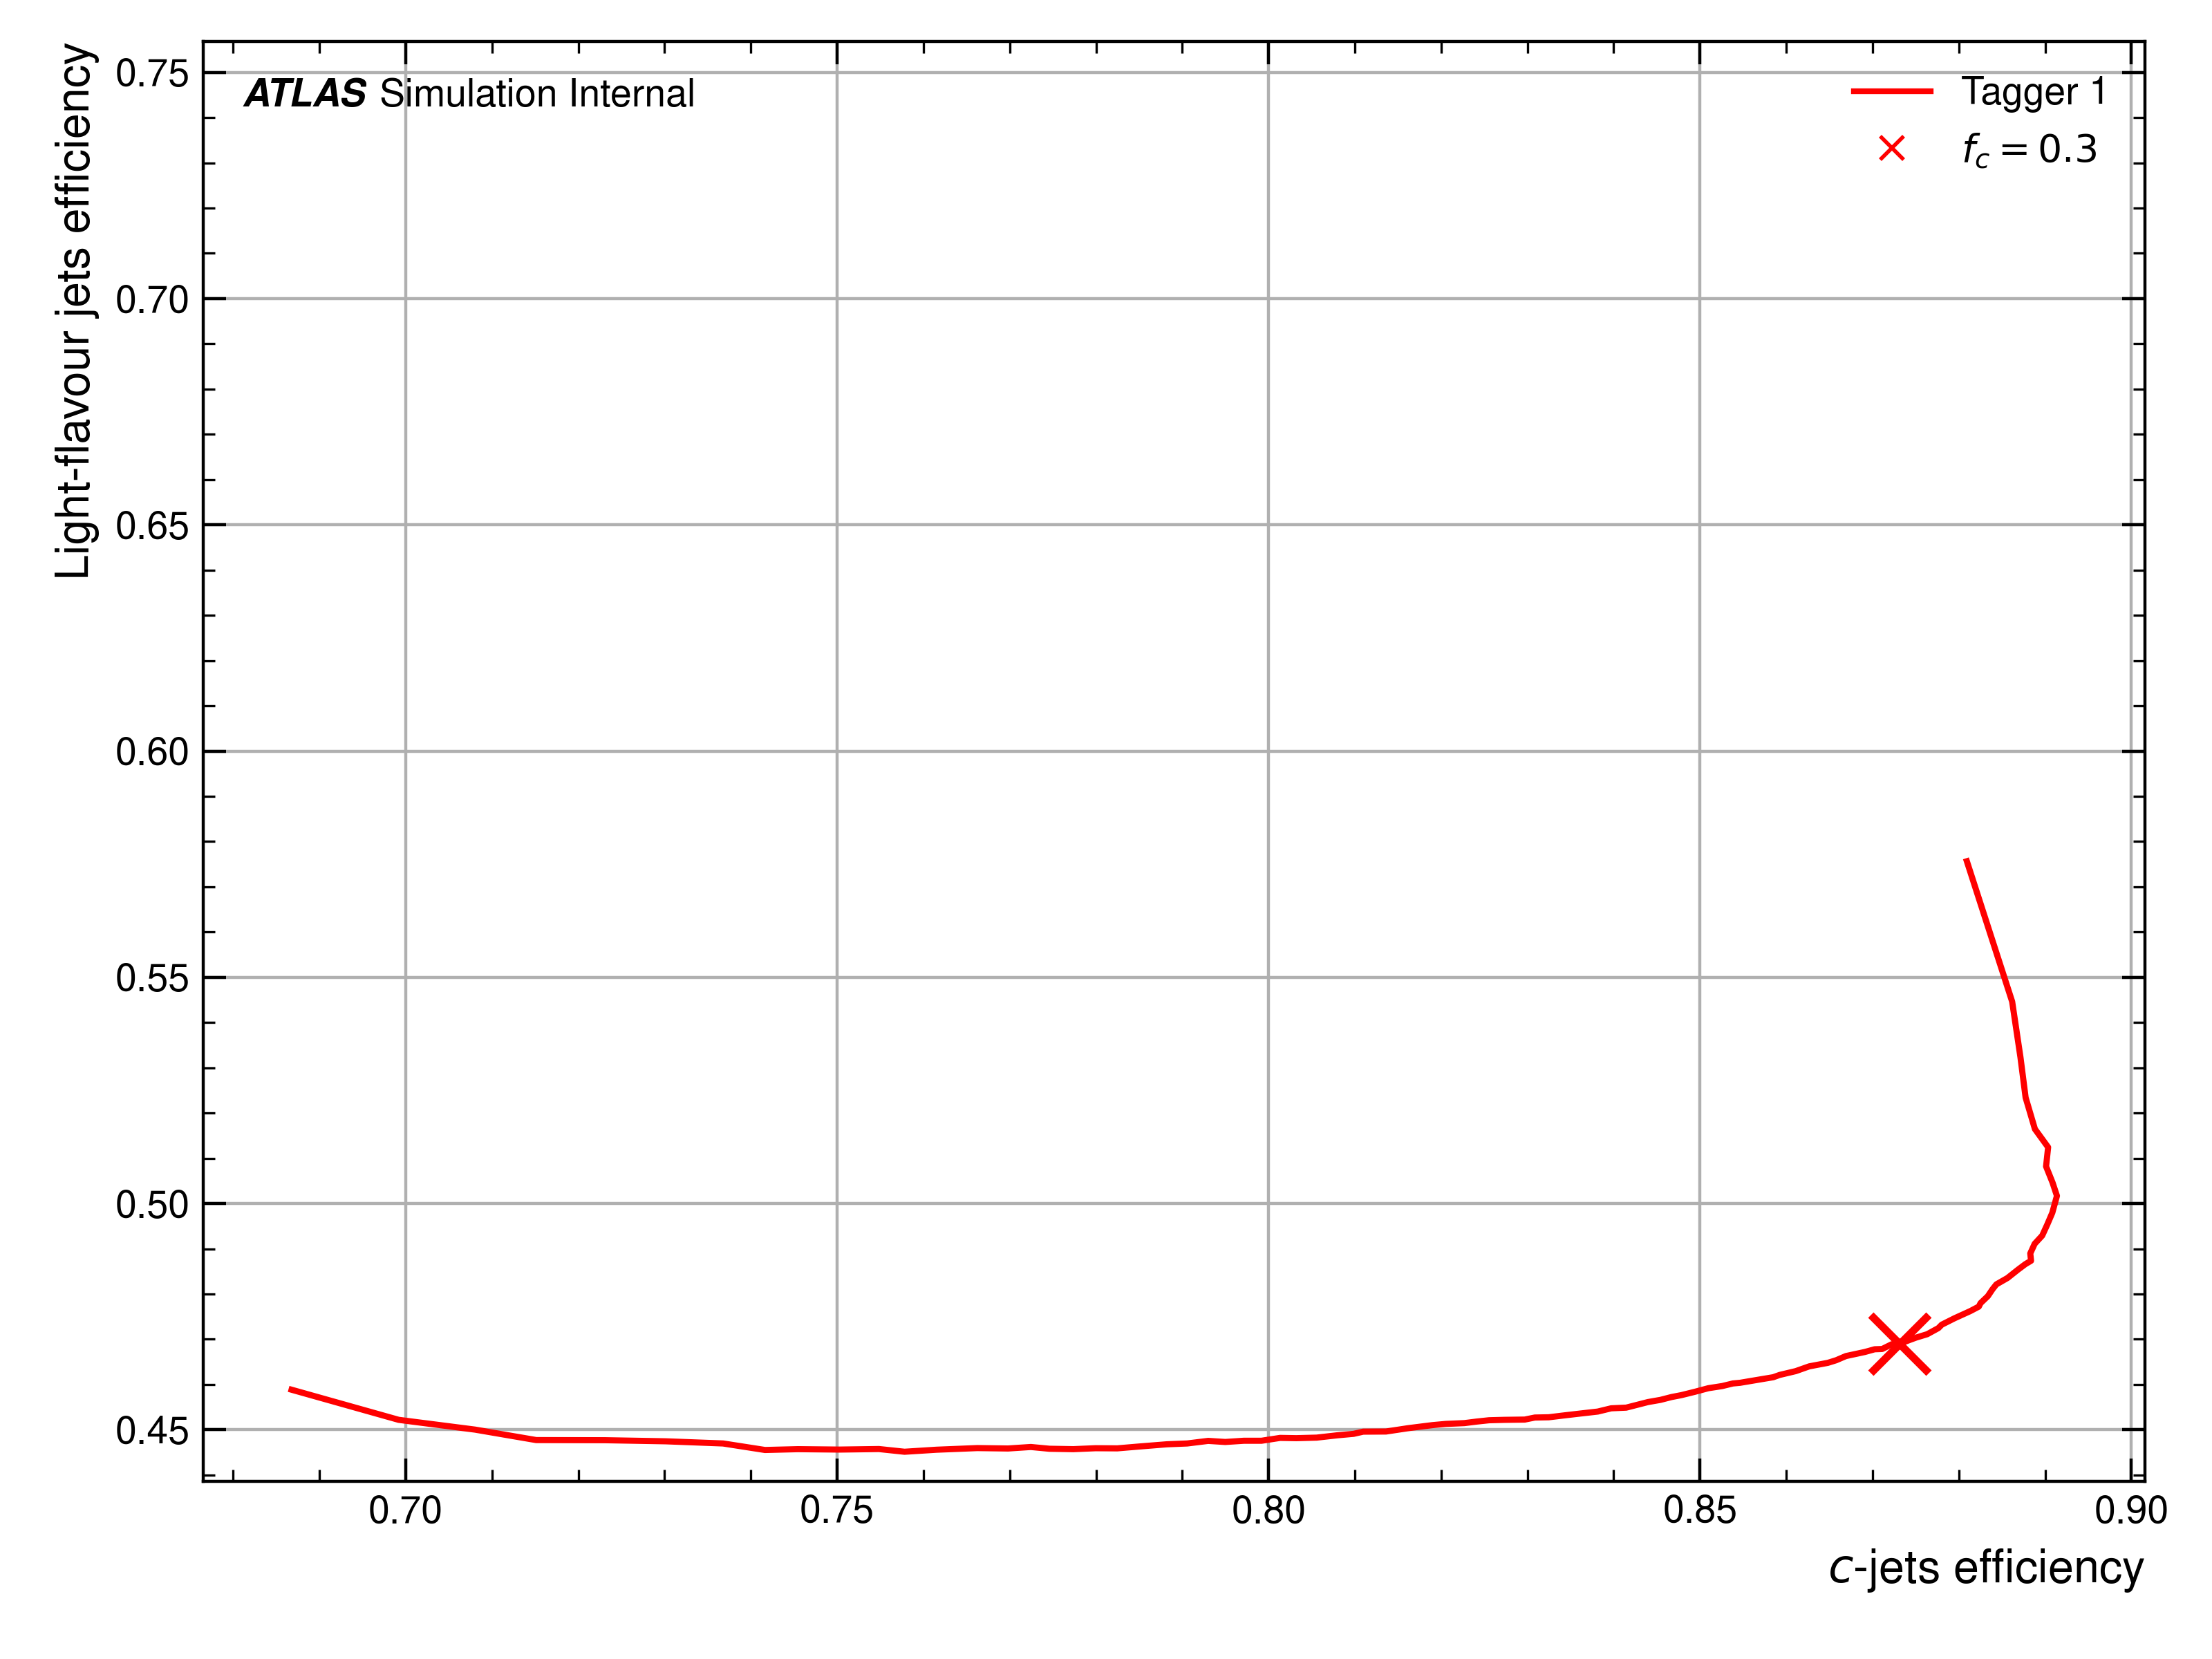 ATLAS Simulation Internal
Tagger 1
f_c = 0.3
Light-flavour jets efficiency
0.75
0.70
0.65
0.60
0.55
0.50
0.45
0.70 0.75 0.80 0.85 0.90
c-jets efficiency